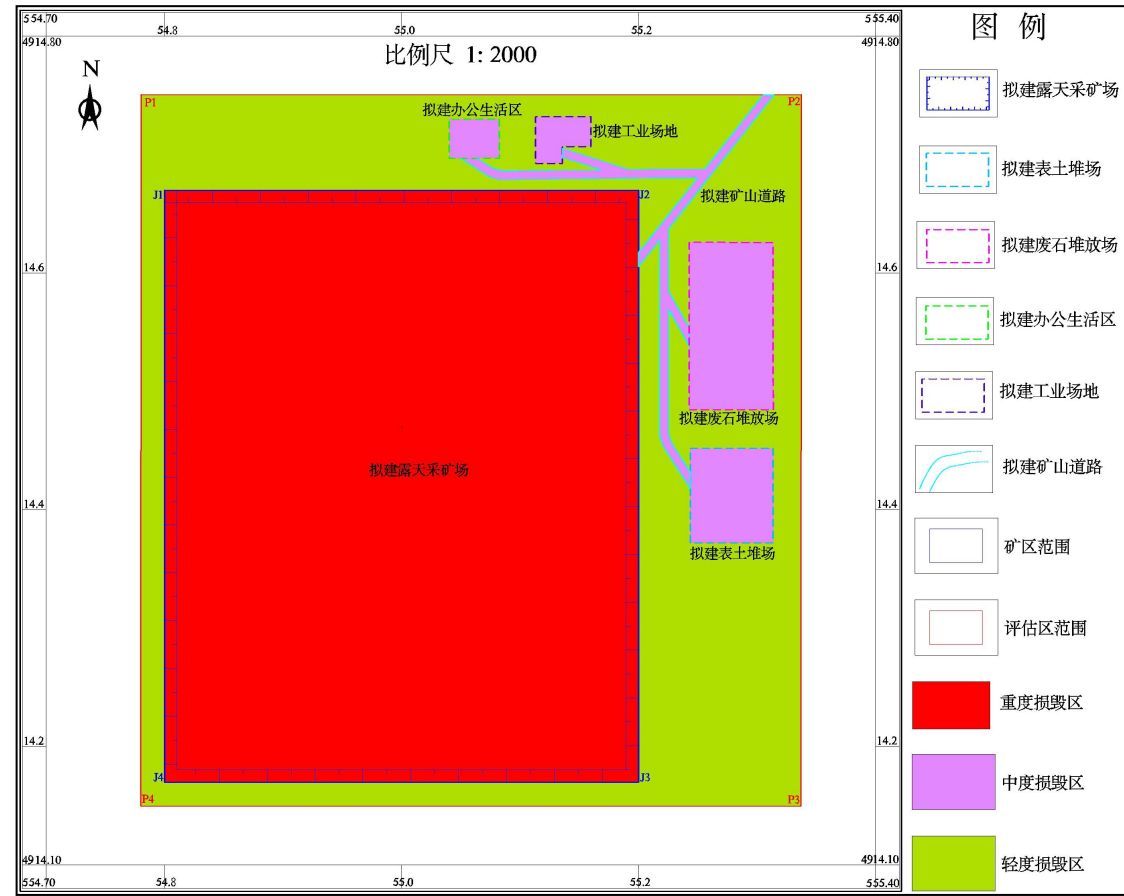 554.70
54.8
55.0
55.2
555.40
4914.80
4914.80
比例尺 1: 2000
N
P1
P2
拟建办公生活区
拟建工业场地
J1
J2
拟建矿山道路
14.6
14.6
拟建废石堆放场
拟建露天采矿场
14.4
14.4
拟建表土堆场
14.2
14.2
J4
J3
P4
P3
4914.10
4914.10
554.70
54.8
55.0
55.2
555.40
图 例
拟建露天采矿场
拟建表土堆场
拟建废石堆放场
拟建办公生活区
拟建工业场地
拟建矿山道路
矿区范围
评估区范围
重度损毁区
中度损毁区
轻度损毁区